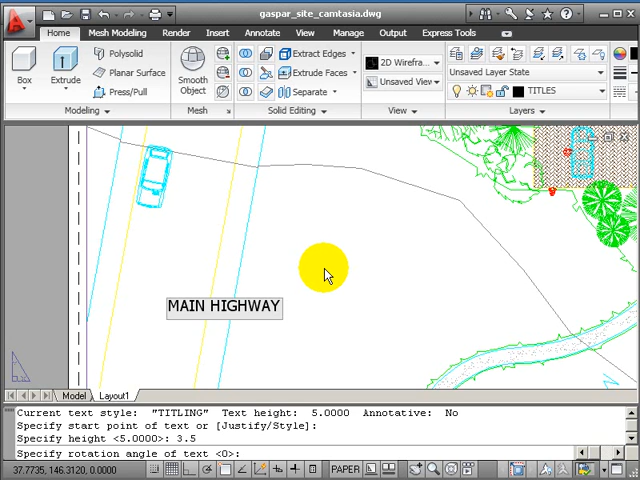 gaspar_site_camtasia.dwg
Home Mesh Modeling Render Insert Annotate View Manage Output Express Tools
Box
Extrude
Polysolid
Planar Surface
Press/Pull
Smooth
Object
Extract Edges
Extrude Faces
Separate
2D Wirefra...
Unsaved View
Unsaved Layer State
TITLES
Modeling Mesh Solid Editing View Layers
MAIN HIGHWAY
Model Layout1
Current text style: "TITLING" Text height: 5.0000 Annotative: No
Specify start point of text or [Justify/Style]:
Specify height <5.0000>: 3.5
Specify rotation angle of text <0>:
37.7735, 146.3120, 0.0000
PAPER